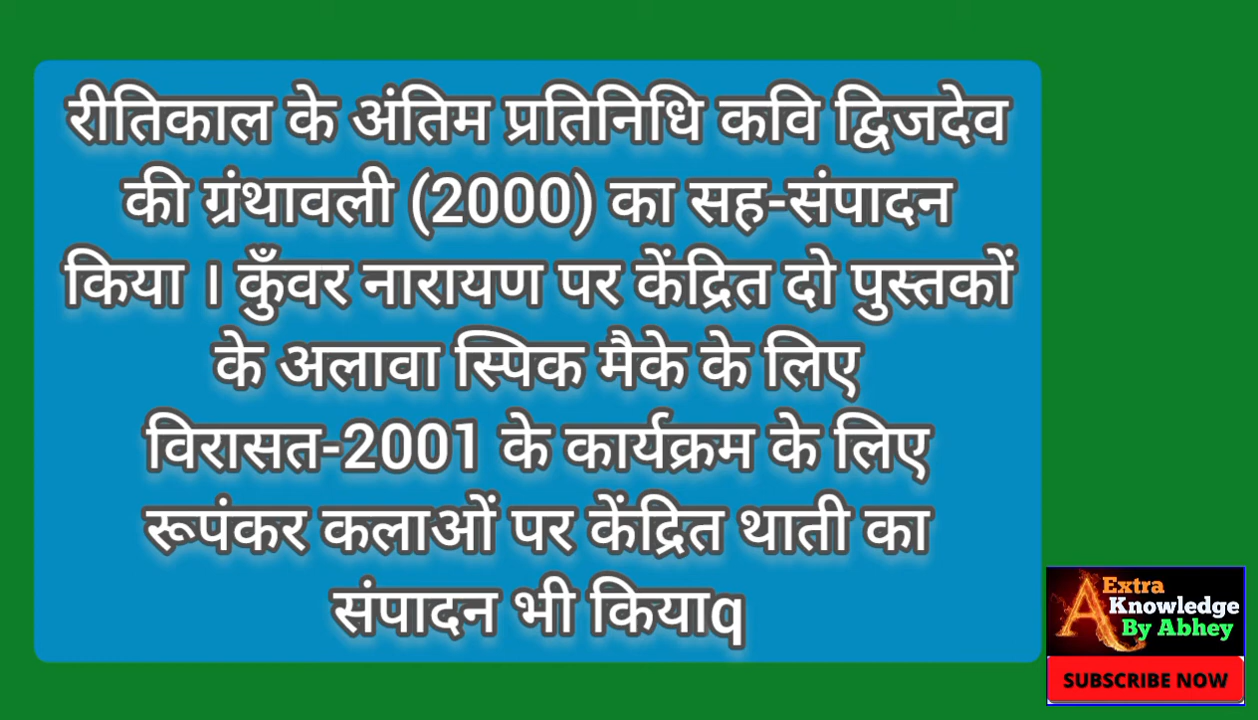 रीतिकाल के अंतिम प्रतिनिधि कवि द्विजदेव
की ग्रंथावली (2000) का सह-संपादन
किया । कुँवर नारायण पर केंद्रित दो पुस्तकों
के अलावा स्पिक मैके के लिए
विरासत-2001 के कार्यक्रम के लिए
रूपंकर कलाओं पर केंद्रित थाती का
संपादन भी कियाq
A Extra
Knowledge
By Abhey
SUBSCRIBE NOW